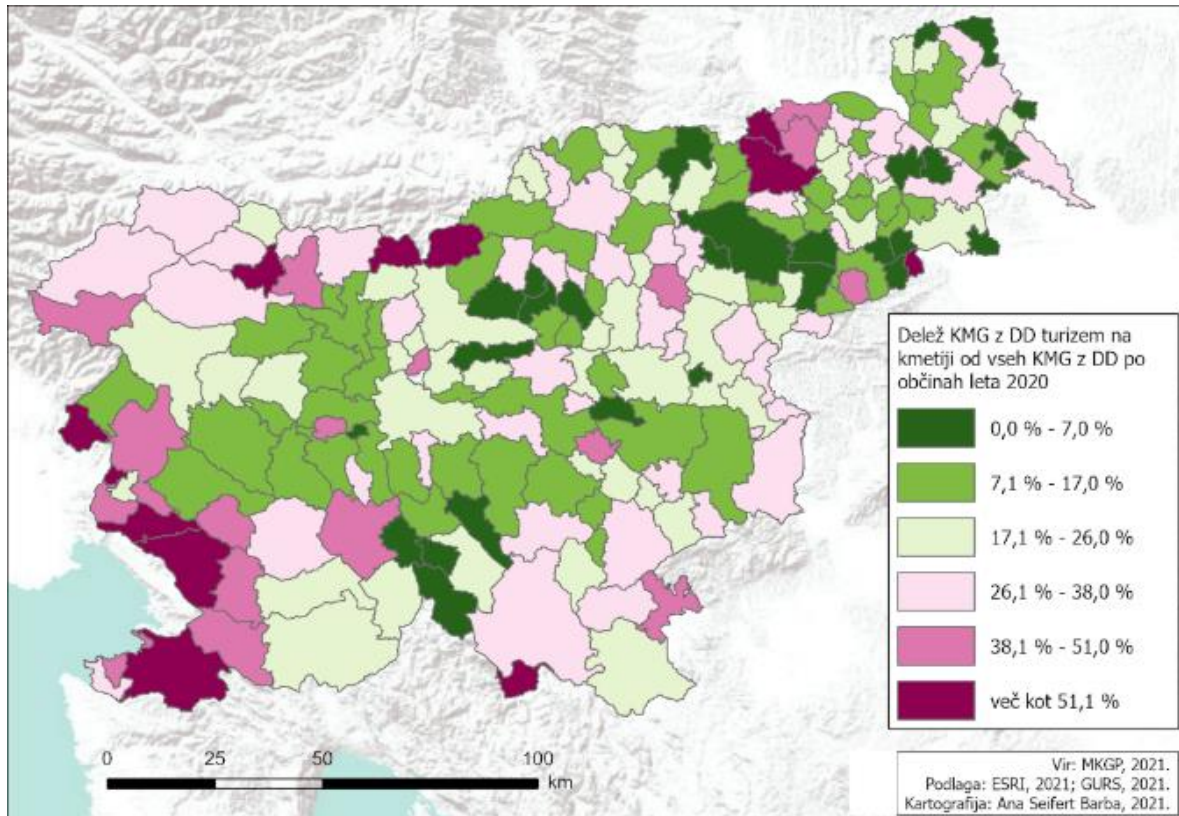 Delež KMG z DD turizem na
kmetiji od vseh KMG z DD po
občinah leta 2020
0,0 % - 7,0 %
7,1 % - 17,0 %
17,1 % - 26,0 %
26,1 % - 38,0 %
38,1 % - 51,0 %
več kot 51,1 %
0 25 50 100
km
Vir: MKGP, 2021.
Podlaga: ESRI, 2021; GURS, 2021.
Kartografija: Ana Seifert Barba, 2021.